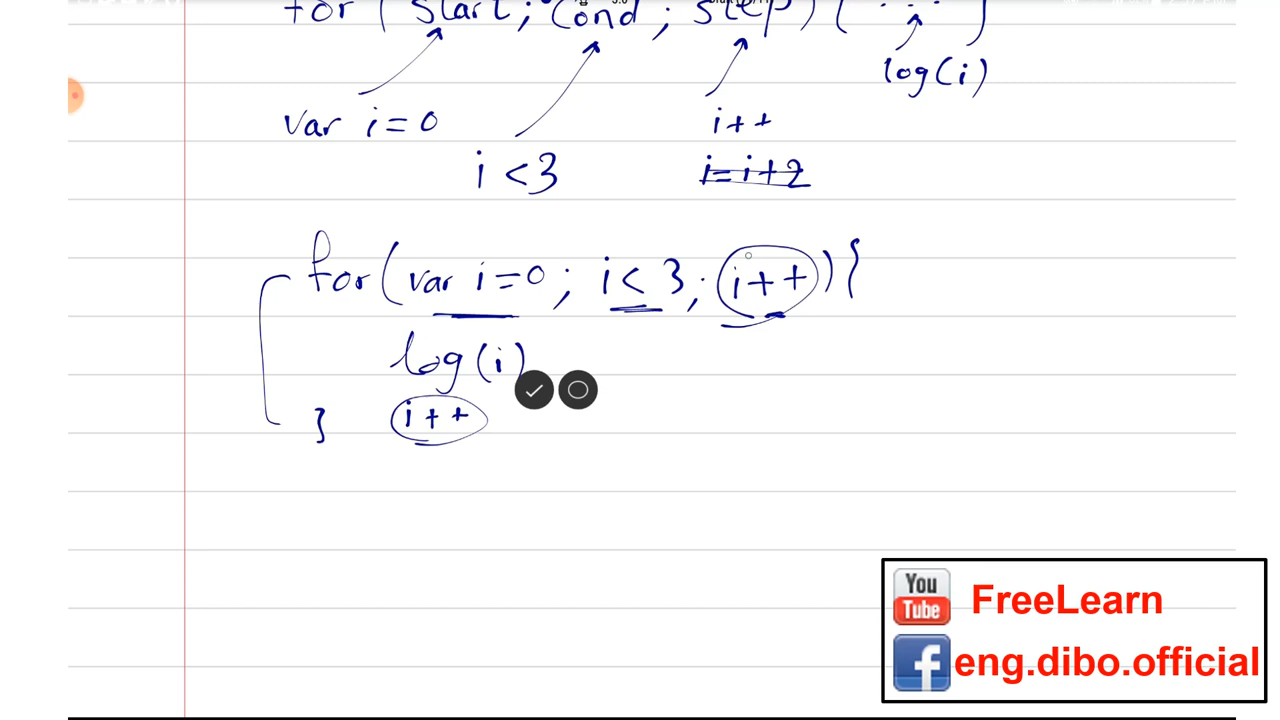 for ( start; cond ; step ) { ... }
log(i)
var i = 0
i++
i < 3
i = i + 2
for ( var i = 0 ; i < 3 ; i++ ) {
log(i)
} i++
You
Tube
FreeLearn
f
eng.dibo.official